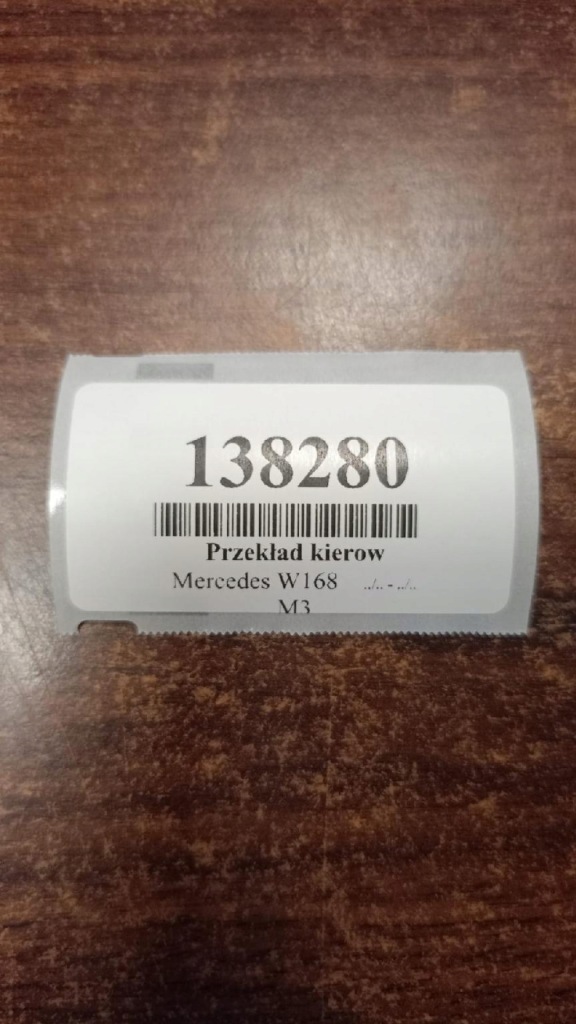 138280
Przekład kierow
Mercedes W168 ../.. - ../..
M3